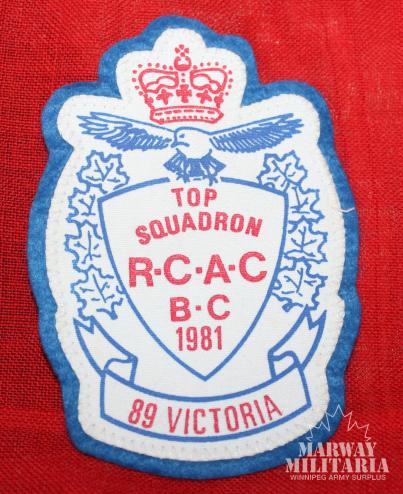 TOP
SQUADRON
R-C-A-C
B-C
1981
89 VICTORIA
MARWAY
MILITARIA
WINNIPEG ARMY SURPLUS